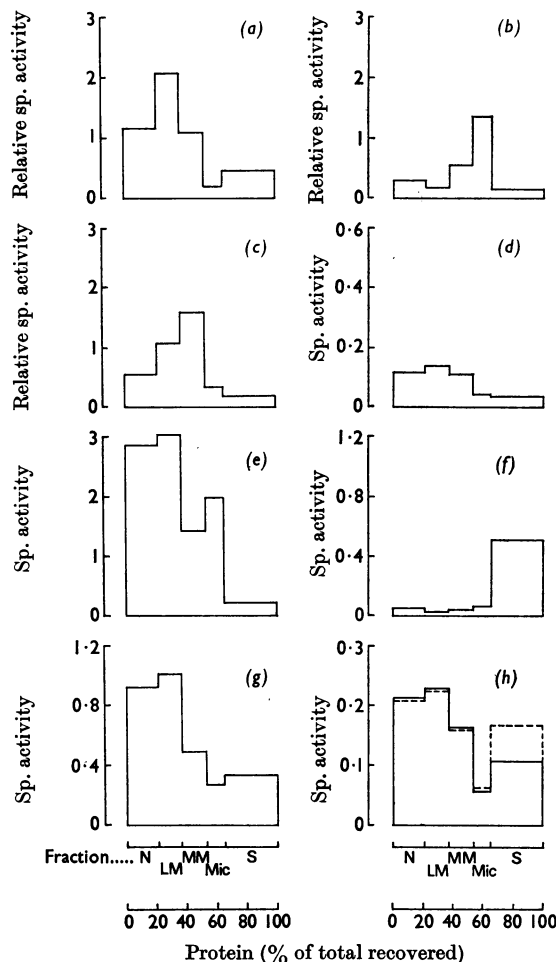 (a)
Relative sp. activity
3
2
1
0
(b)
Relative sp. activity
3
2
1
0
(c)
Relative sp. activity
3
2
1
0
(d)
Sp. activity
0·6
0·4
0·2
0
(e)
Sp. activity
3
2
1
0
(f)
Sp. activity
1·2
0·8
0·4
0
(g)
Sp. activity
1·2
0·8
0·4
0
(h)
Sp. activity
0·3
0·2
0·1
0
Fraction..... N LM MM Mic S
N LM MM Mic S
0 20 40 60 80 100
0 20 40 60 80 100
Protein (% of total recovered)